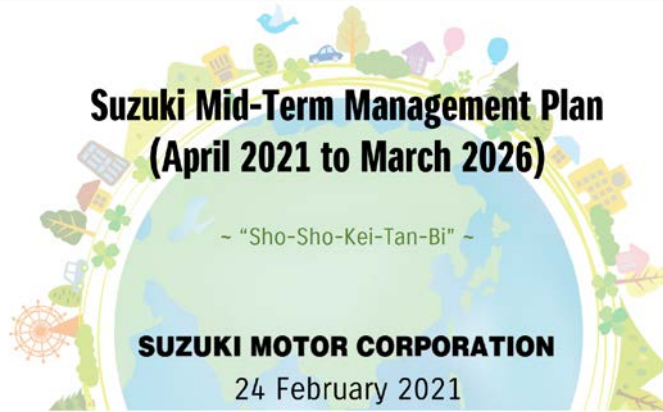 Suzuki Mid-Term Management Plan
(April 2021 to March 2026)
~ “Sho-Sho-Kei-Tan-Bi” ~
SUZUKI MOTOR CORPORATION
24 February 2021